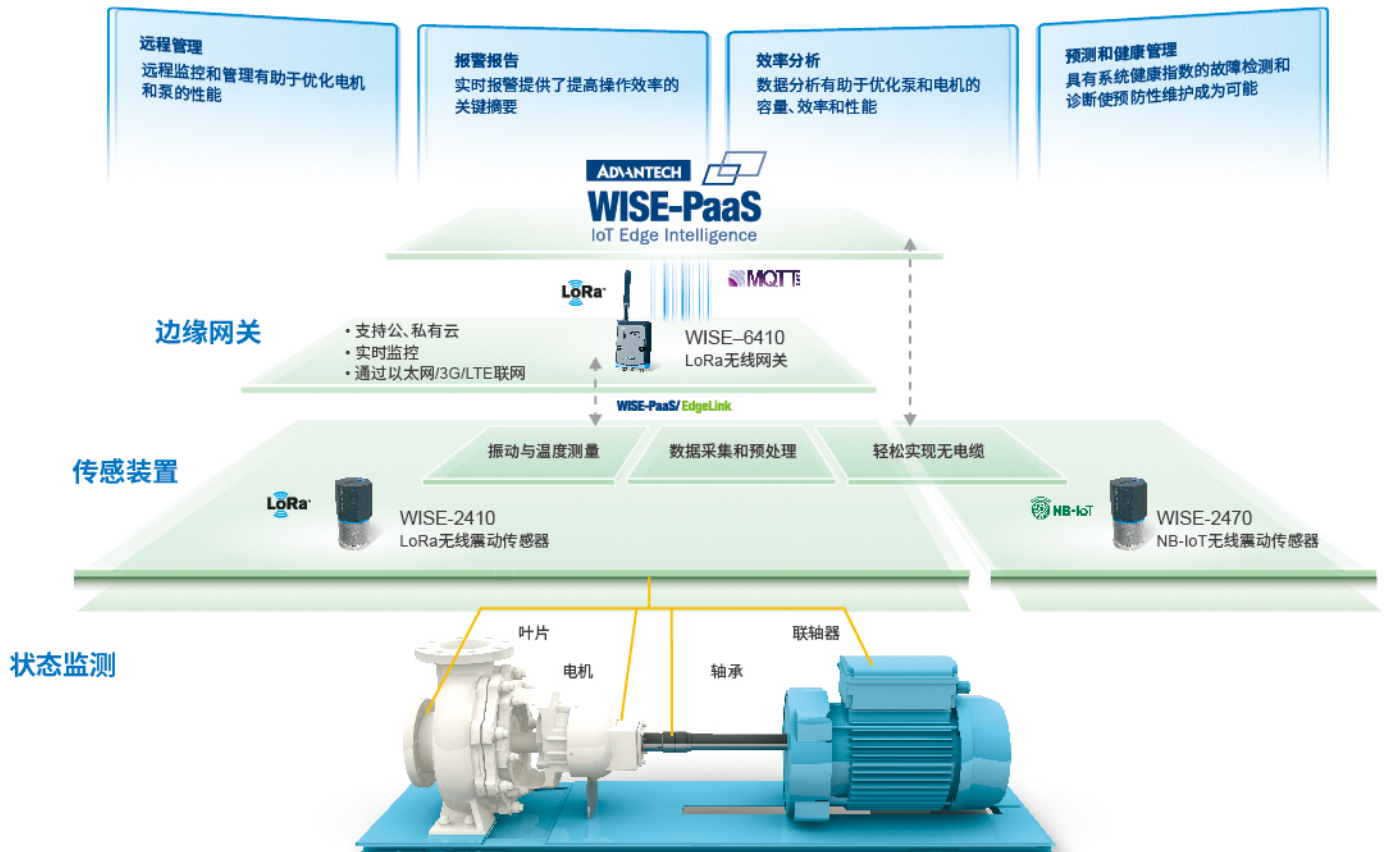 远程管理
远程监控和管理有助于优化电机
和泵的性能
报警报告
实时报警提供了提高操作效率的
关键摘要
效率分析
数据分析有助于优化泵和电机的
容量、效率和性能
预测和健康管理
具有系统健康指数的故障检测和
诊断使预防性维护成为可能
ADVANTECH
WISE-PaaS
IoT Edge Intelligence
LoRa
MQTT
边缘网关
• 支持公、私有云
• 实时监控
• 通过以太网/3G/LTE联网
WISE–6410
LoRa无线网关
WISE-PaaS/EdgeLink
传感装置
振动与温度测量
数据采集和预处理
轻松实现无电缆
LoRa
WISE-2410
LoRa无线震动传感器
NB-IoT
WISE-2470
NB-IoT无线震动传感器
状态监测
叶片
联轴器
电机
轴承